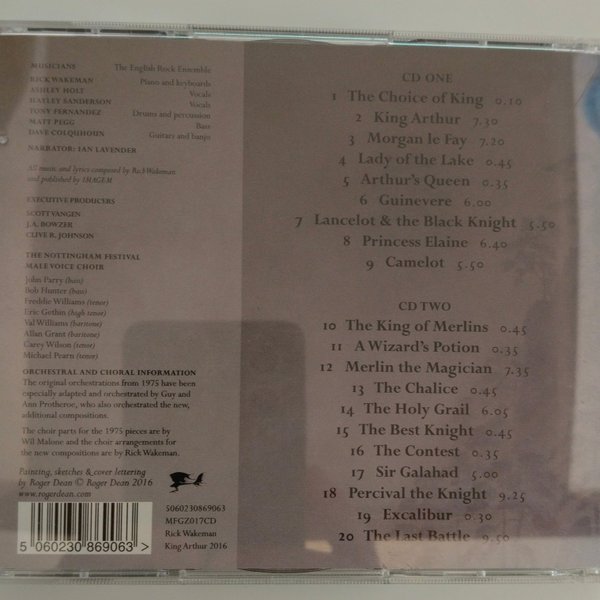 MUSICIANS The English Rock Ensemble
RICK WAKEMAN Piano and keyboards
ASHLEY HOLT Vocals
HAYLEY SANDERSON Vocals
TONY FERNANDEZ Drums and percussion
MATT PEGG Bass
DAVE COLQUHOUN Guitars and banjo
NARRATOR: IAN LAVENDER
All music and lyrics composed by Rick Wakeman
and published by IMAGEM
EXECUTIVE PRODUCERS
SCOTT VANGEN
J.A. BOWZER
CLIVE R. JOHNSON
THE NOTTINGHAM FESTIVAL
MALE VOICE CHOIR
John Parry (bass)
Bob Hunter (bass)
Freddie Williams (tenor)
Eric Gethin (high tenor)
Val Williams (baritone)
Allan Grant (baritone)
Carey Wilson (tenor)
Michael Pearn (tenor)
ORCHESTRAL AND CHORAL INFORMATION
The original orchestrations from 1975 have been
especially adapted and orchestrated by Guy and
Ann Protheroe, who also orchestrated the new,
additional compositions.
The choir parts for the 1975 pieces are by
Wil Malone and the choir arrangements for
the new compositions are by Rick Wakeman.
Painting, sketches & cover lettering
by Roger Dean © Roger Dean 2016
www.rogerdean.com
5 060230 869063 >
5060230869063
MFGZ017CD
Rick Wakeman
King Arthur 2016
CD ONE
1 The Choice of King 0.10
2 King Arthur 7.30
3 Morgan le Fay 7.20
4 Lady of the Lake 0.45
5 Arthur's Queen 0.35
6 Guinevere 6.00
7 Lancelot & the Black Knight 5.50
8 Princess Elaine 6.40
9 Camelot 5.50
CD TWO
10 The King of Merlins 0.45
11 A Wizard's Potion 0.35
12 Merlin the Magician 7.35
13 The Chalice 0.45
14 The Holy Grail 6.05
15 The Best Knight 0.45
16 The Contest 0.35
17 Sir Galahad 5.00
18 Percival the Knight 9.25
19 Excalibur 0.30
20 The Last Battle 9.50